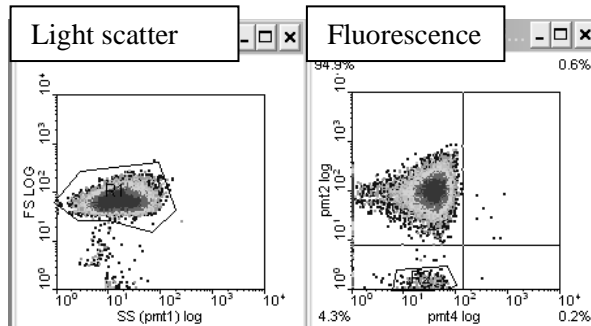 Light scatter
FS LOG
10⁴
10³
10²
10¹
10⁰
R1
10⁰ 10¹ 10² 10³ 10⁴
SS (pmt1) log
Fluorescence
...
94.9% 0.6%
pmt2 log
10³
10²
10¹
10⁰
10⁰ 10¹ 10² 10³ 10⁴
4.3% pmt4 log 0.2%